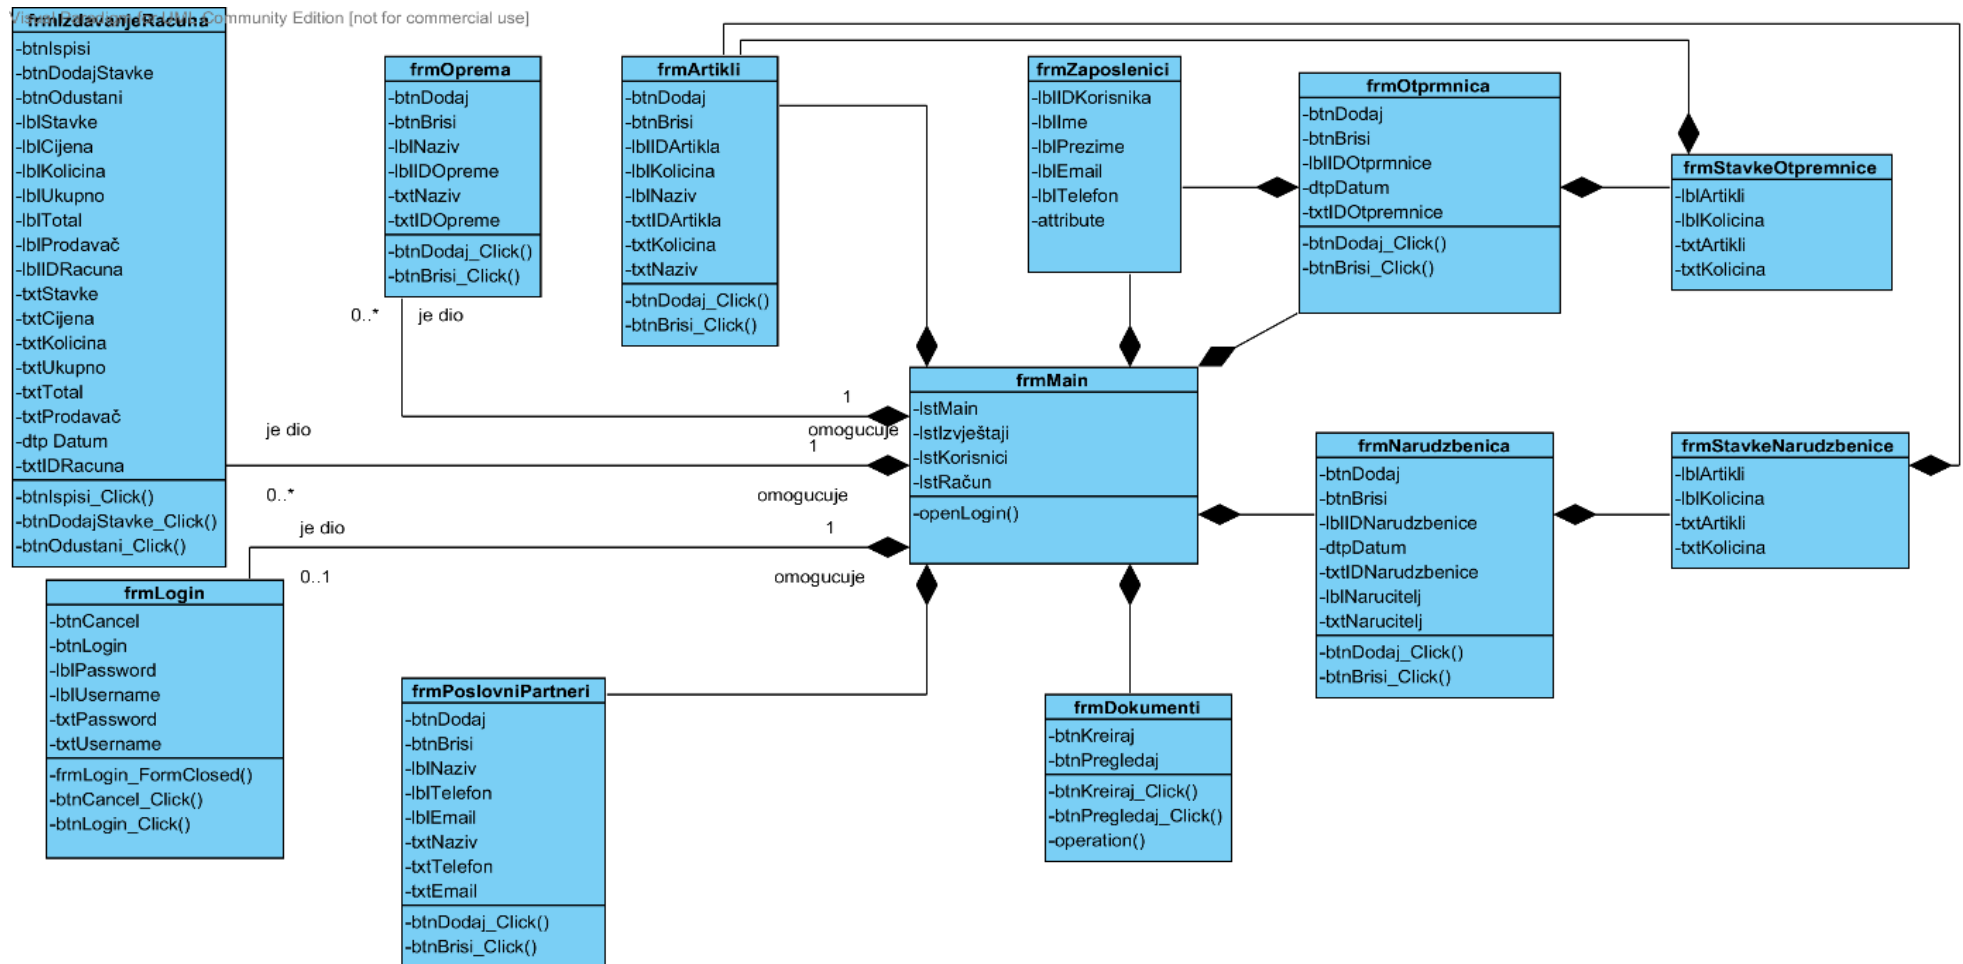 Visual Paradigm for UML Community Edition [not for commercial use]
frmIzdavanjeRacuna
-btnIspisi
-btnDodajStavke
-btnOdustani
-lblStavke
-lblCijena
-lblKolicina
-lblUkupno
-lblTotal
-lblProdavač
-lblIDRacuna
-txtStavke
-txtCijena
-txtKolicina
-txtUkupno
-txtTotal
-txtProdavač
-dtp Datum
-txtIDRacuna
-btnIspisi_Click()
-btnDodajStavke_Click()
-btnOdustani_Click()
frmOprema
-btnDodaj
-btnBrisi
-lblNaziv
-lblIDOpreme
-txtNaziv
-txtIDOpreme
-btnDodaj_Click()
-btnBrisi_Click()
0..*
je dio
1
omogucuje
frmArtikli
-btnDodaj
-btnBrisi
-lblIDArtikla
-lblKolicina
-lblNaziv
-txtIDArtikla
-txtKolicina
-txtNaziv
-btnDodaj_Click()
-btnBrisi_Click()
frmZaposlenici
-lblIDKorisnika
-lblIme
-lblPrezime
-lblEmail
-lblTelefon
-attribute
frmOtprmnica
-btnDodaj
-btnBrisi
-lblIDOtprmnice
-dtpDatum
-txtIDOtpremnice
-btnDodaj_Click()
-btnBrisi_Click()
frmStavkeOtpremnice
-lblArtikli
-lblKolicina
-txtArtikli
-txtKolicina
frmMain
-lstMain
-lstIzvještaji
-lstKorisnici
-lstRačun
-openLogin()
je dio
0..*
1
omogucuje
je dio
0..1
1
omogucuje
frmNarudzbenica
-btnDodaj
-btnBrisi
-lblIDNarudzbenice
-dtpDatum
-txtIDNarudzbenice
-lblNarucitelj
-txtNarucitelj
-btnDodaj_Click()
-btnBrisi_Click()
frmStavkeNarudzbenice
-lblArtikli
-lblKolicina
-txtArtikli
-txtKolicina
frmLogin
-btnCancel
-btnLogin
-lblPassword
-lblUsername
-txtPassword
-txtUsername
-frmLogin_FormClosed()
-btnCancel_Click()
-btnLogin_Click()
frmPoslovniPartneri
-btnDodaj
-btnBrisi
-lblNaziv
-lblTelefon
-lblEmail
-txtNaziv
-txtTelefon
-txtEmail
-btnDodaj_Click()
-btnBrisi_Click()
frmDokumenti
-btnKreiraj
-btnPregledaj
-btnKreiraj_Click()
-btnPregledaj_Click()
-operation()